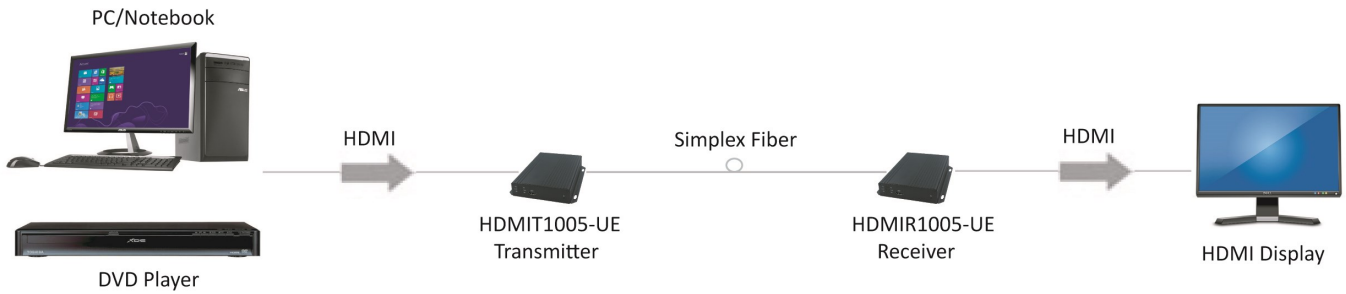 PC/Notebook
HDMI
Simplex Fiber
HDMI
HDMIT1005-UE
Transmitter
HDMIR1005-UE
Receiver
HDMI Display
DVD Player